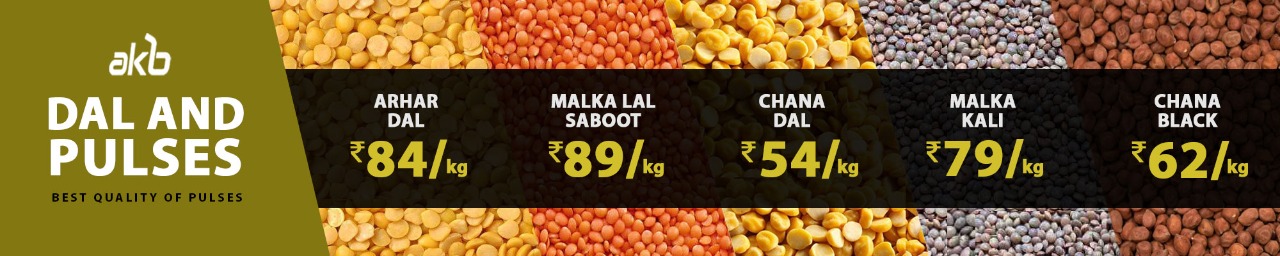 akb
DAL AND
PULSES
BEST QUALITY OF PULSES
ARHAR
DAL
₹84/kg
MALKA LAL
SABOOT
₹89/kg
CHANA
DAL
₹54/kg
MALKA
KALI
₹79/kg
CHANA
BLACK
₹62/kg